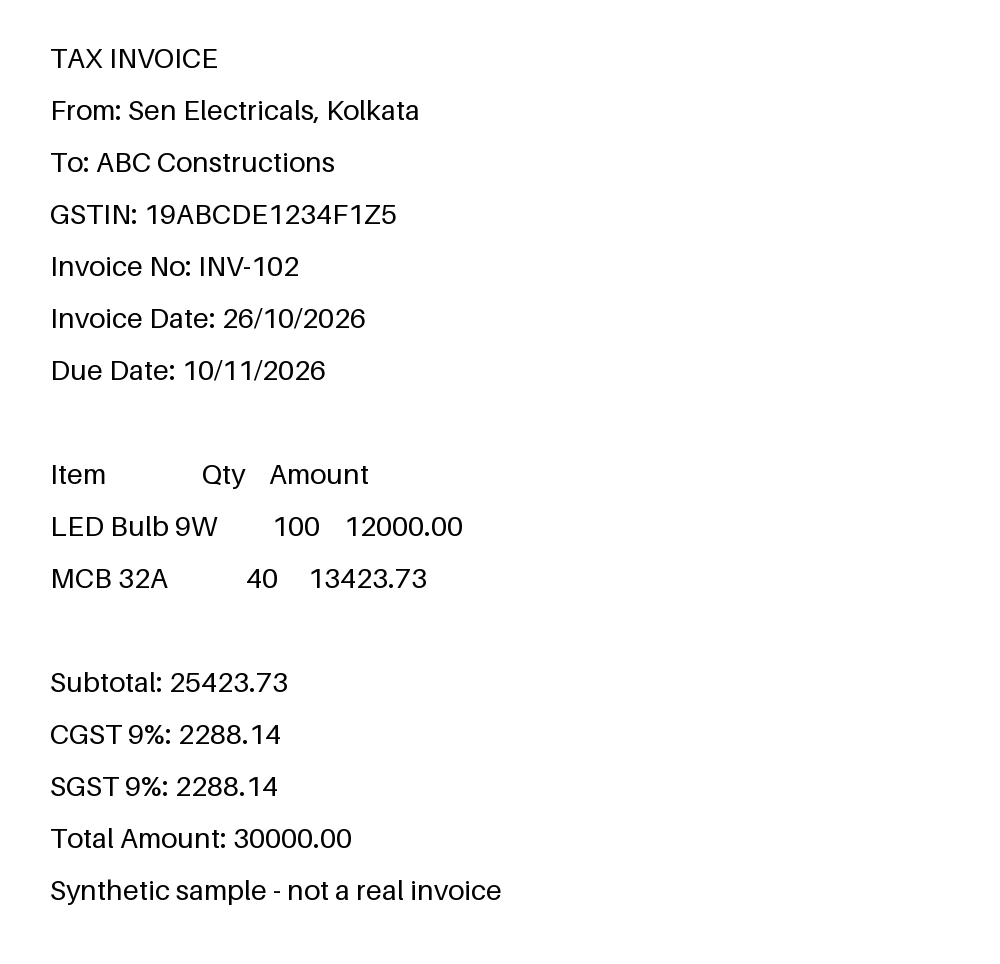 TAX INVOICE
From: Sen Electricals, Kolkata
To: ABC Constructions
GSTIN: 19ABCDE1234F1Z5
Invoice No: INV-102
Invoice Date: 26/10/2026
Due Date: 10/11/2026
Item Qty Amount
LED Bulb 9W 100 12000.00
MCB 32A 40 13423.73
Subtotal: 25423.73
CGST 9%: 2288.14
SGST 9%: 2288.14
Total Amount: 30000.00
Synthetic sample - not a real invoice